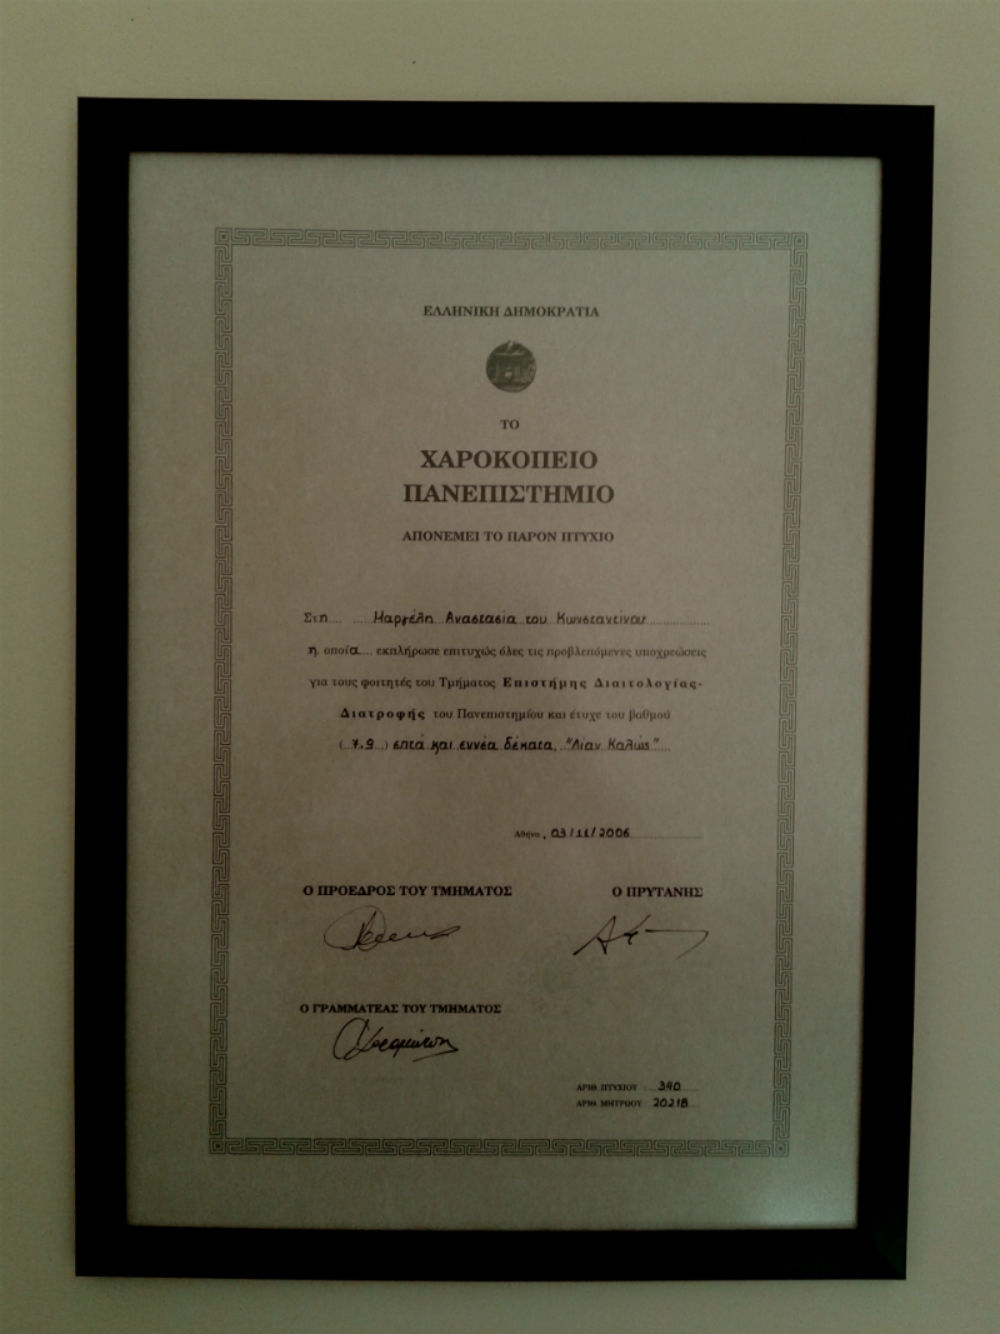 ΕΛΛΗΝΙΚΗ ΔΗΜΟΚΡΑΤΙΑ
ΤΟ
ΧΑΡΟΚΟΠΕΙΟ
ΠΑΝΕΠΙΣΤΗΜΙΟ
ΑΠΟΝΕΜΕΙ ΤΟ ΠΑΡΟΝ ΠΤΥΧΙΟ
Στη.... ....Μαργέλη Αναστασία του Κωνσταντίνου................
η οποία.... εκπλήρωσε επιτυχώς όλες τις προβλεπόμενες υποχρεώσεις
για τους φοιτητές του Τμήματος Επιστήμης Διαιτολογίας-
Διατροφής του Πανεπιστημίου και έτυχε του βαθμού
(..7.9..) επτά και εννέα δέκατα, "Λίαν Καλώς"....
Αθήνα, 03/11/2006
Ο ΠΡΟΕΔΡΟΣ ΤΟΥ ΤΜΗΜΑΤΟΣ Ο ΠΡΥΤΑΝΗΣ
Ο ΓΡΑΜΜΑΤΕΑΣ ΤΟΥ ΤΜΗΜΑΤΟΣ
ΑΡΙΘ. ΠΤΥΧΙΟΥ : 390
ΑΡΙΘ. ΜΗΤΡΩΟΥ : 20218